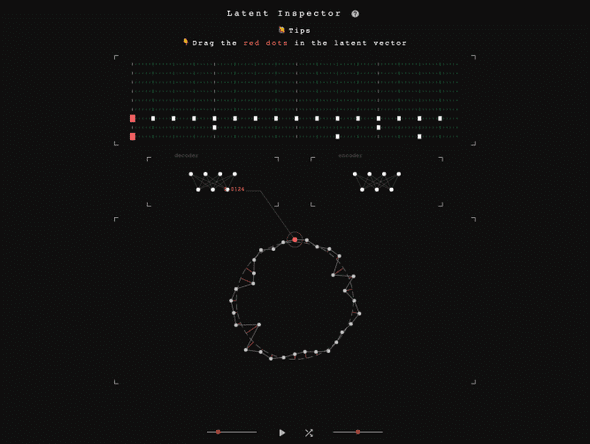 Latent Inspector ?
Tips
Drag the red dots in the latent vector
decoder
encoder
0124